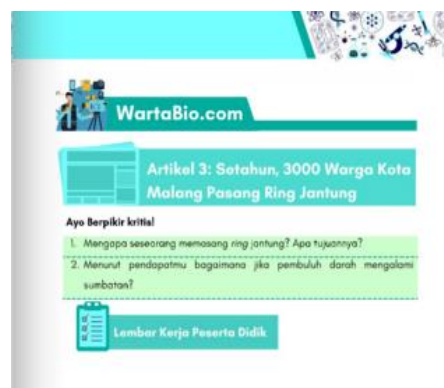 WartaBio.com
Artikel 3: Setahun, 3000 Warga Kota
Malang Pasang Ring Jantung
Ayo Berpikir kritis!
1. Mengapa seseorang memasang ring jantung? Apa tujuannya?
2. Menurut pendapatmu bagaimana jika pembuluh darah mengalami
sumbatan?
Lembar Kerja Peserta Didik